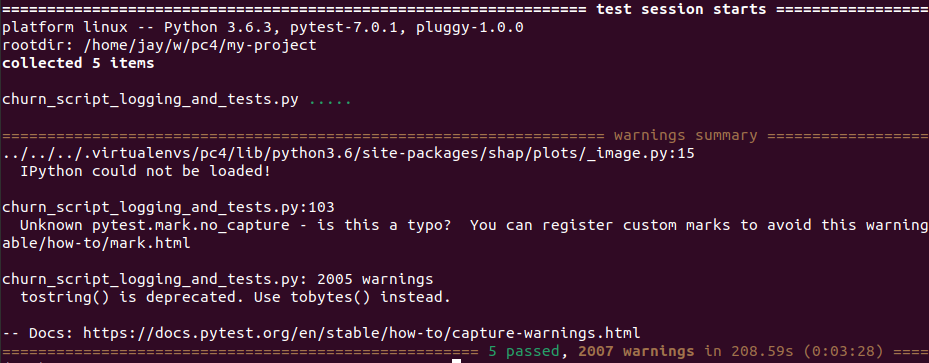 ================================================================= test session starts =================
platform linux -- Python 3.6.3, pytest-7.0.1, pluggy-1.0.0
rootdir: /home/jay/w/pc4/my-project
collected 5 items
churn_script_logging_and_tests.py .....
=================================================================== warnings summary ==================
../../../.virtualenvs/pc4/lib/python3.6/site-packages/shap/plots/_image.py:15
  IPython could not be loaded!
churn_script_logging_and_tests.py:103
  Unknown pytest.mark.no_capture - is this a typo?  You can register custom marks to avoid this warning
able/how-to/mark.html
churn_script_logging_and_tests.py: 2005 warnings
  tostring() is deprecated. Use tobytes() instead.
-- Docs: https://docs.pytest.org/en/stable/how-to/capture-warnings.html
===================================================== 5 passed, 2007 warnings in 208.59s (0:03:28) ====